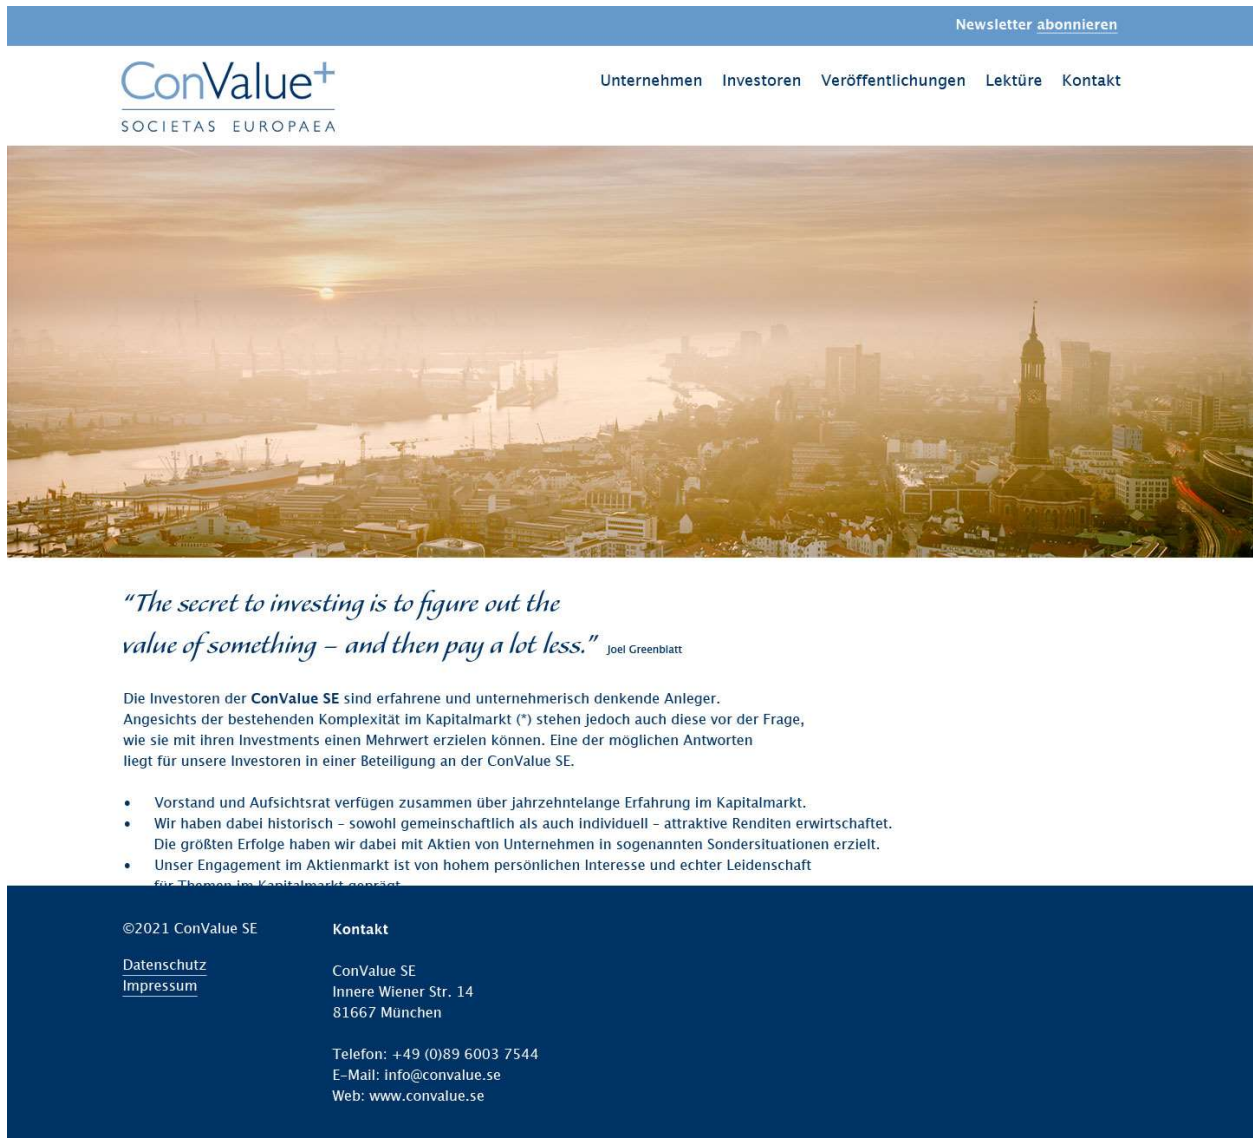 Newsletter abonnieren
ConValue+
SOCIETAS EUROPAEA
Unternehmen Investoren Veröffentlichungen Lektüre Kontakt
“The secret to investing is to figure out the
value of something – and then pay a lot less.” Joel Greenblatt
Die Investoren der ConValue SE sind erfahrene und unternehmerisch denkende Anleger.
Angesichts der bestehenden Komplexität im Kapitalmarkt (*) stehen jedoch auch diese vor der Frage,
wie sie mit ihren Investments einen Mehrwert erzielen können. Eine der möglichen Antworten
liegt für unsere Investoren in einer Beteiligung an der ConValue SE.
• Vorstand und Aufsichtsrat verfügen zusammen über jahrzehntelange Erfahrung im Kapitalmarkt.
• Wir haben dabei historisch – sowohl gemeinschaftlich als auch individuell – attraktive Renditen erwirtschaftet.
Die größten Erfolge haben wir dabei mit Aktien von Unternehmen in sogenannten Sondersituationen erzielt.
• Unser Engagement im Aktienmarkt ist von hohem persönlichen Interesse und echter Leidenschaft
für Themen im Kapitalmarkt geprägt
©2021 ConValue SE
Datenschutz
Impressum
Kontakt
ConValue SE
Innere Wiener Str. 14
81667 München
Telefon: +49 (0)89 6003 7544
E-Mail: info@convalue.se
Web: www.convalue.se